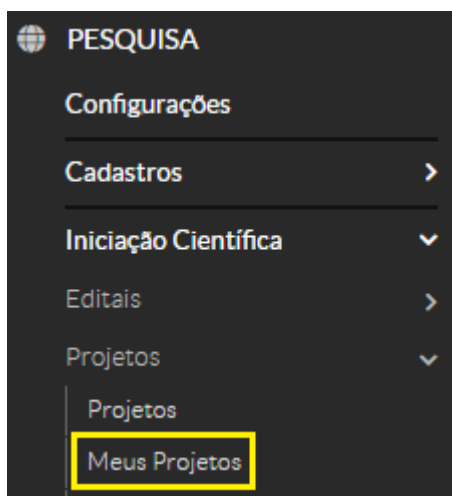 PESQUISA
Configurações
Cadastros
Iniciação Científica
Editais
Projetos
Projetos
Meus Projetos